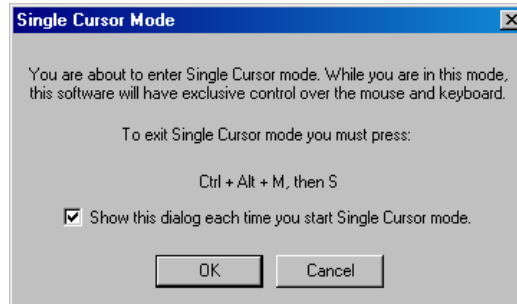 Single Cursor Mode
You are about to enter Single Cursor mode. While you are in this mode,
this software will have exclusive control over the mouse and keyboard.
To exit Single Cursor mode you must press:
Ctrl + Alt + M, then S
Show this dialog each time you start Single Cursor mode.
OK Cancel